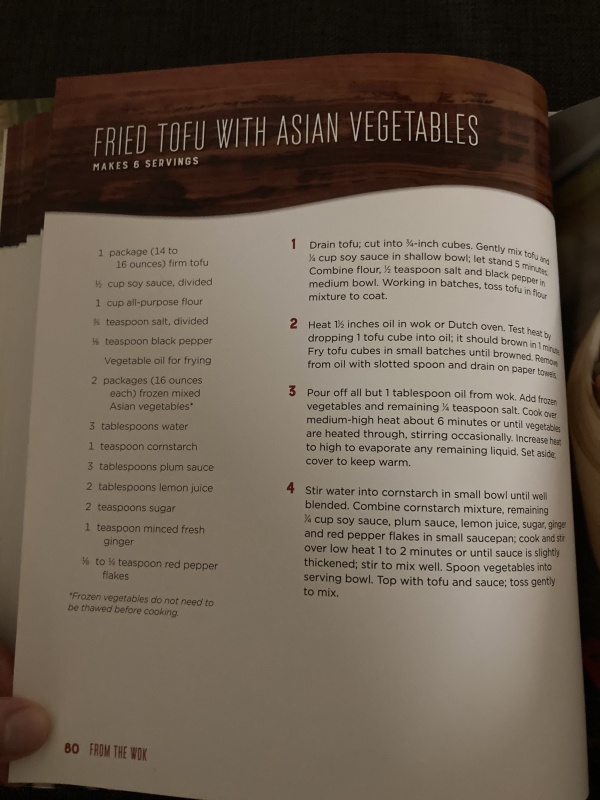 FRIED TOFU WITH ASIAN VEGETABLES
MAKES 6 SERVINGS
1 package (14 to
16 ounces) firm tofu
½ cup soy sauce, divided
1 cup all-purpose flour
¾ teaspoon salt, divided
⅛ teaspoon black pepper
Vegetable oil for frying
2 packages (16 ounces
each) frozen mixed
Asian vegetables*
3 tablespoons water
1 teaspoon cornstarch
3 tablespoons plum sauce
2 tablespoons lemon juice
2 teaspoons sugar
1 teaspoon minced fresh
ginger
⅛ to ¼ teaspoon red pepper
flakes
*Frozen vegetables do not need to
be thawed before cooking.
1 Drain tofu; cut into ¾-inch cubes. Gently mix tofu and
¼ cup soy sauce in shallow bowl; let stand 5 minutes.
Combine flour, ½ teaspoon salt and black pepper in
medium bowl. Working in batches, toss tofu in flour
mixture to coat.
2 Heat 1½ inches oil in wok or Dutch oven. Test heat by
dropping 1 tofu cube into oil; it should brown in 1 minute.
Fry tofu cubes in small batches until browned. Remove
from oil with slotted spoon and drain on paper towels.
3 Pour off all but 1 tablespoon oil from wok. Add frozen
vegetables and remaining ¼ teaspoon salt. Cook over
medium-high heat about 6 minutes or until vegetables
are heated through, stirring occasionally. Increase heat
to high to evaporate any remaining liquid. Set aside;
cover to keep warm.
4 Stir water into cornstarch in small bowl until well
blended. Combine cornstarch mixture, remaining
¼ cup soy sauce, plum sauce, lemon juice, sugar, ginger
and red pepper flakes in small saucepan; cook and stir
over low heat 1 to 2 minutes or until sauce is slightly
thickened; stir to mix well. Spoon vegetables into
serving bowl. Top with tofu and sauce; toss gently
to mix.
80 FROM THE WOK